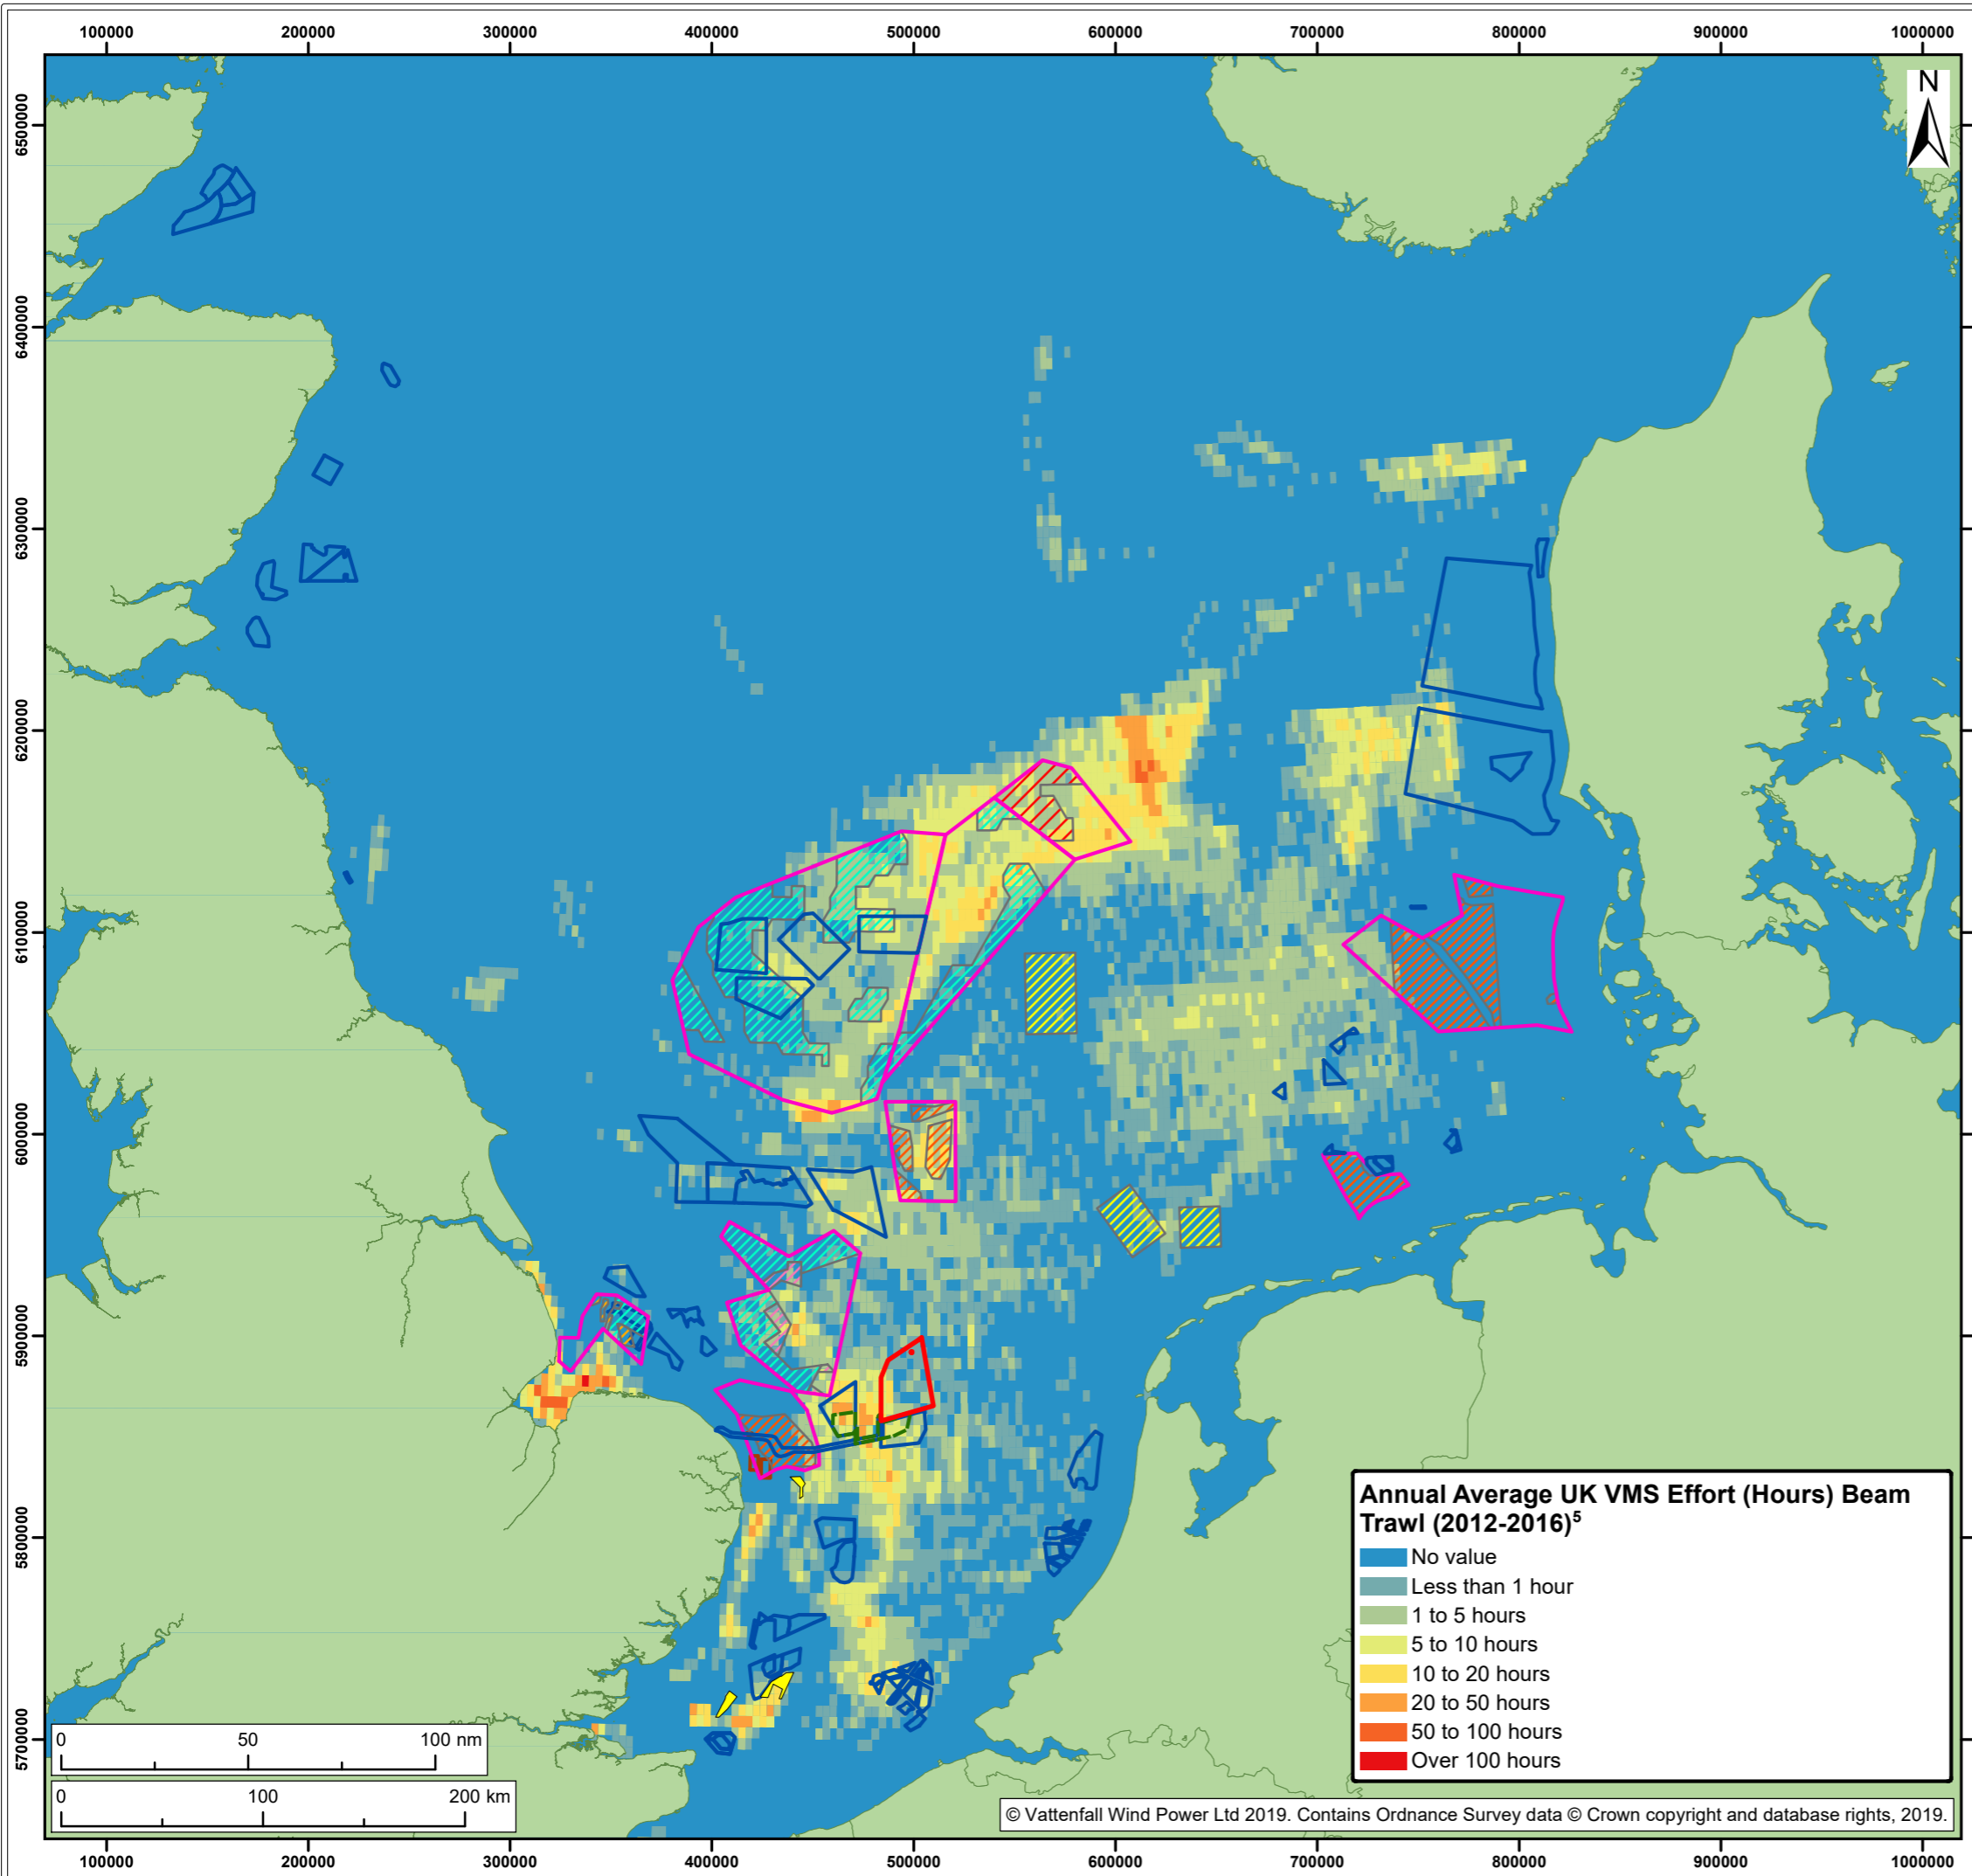 100000 200000 300000 400000 500000 600000 700000 800000 900000 1000000
N
6500000
6400000
6300000
6200000
6100000
6000000
5900000
5800000
5700000
Annual Average UK VMS Effort (Hours) Beam
Trawl (2012-2016)5
No value
Less than 1 hour
1 to 5 hours
5 to 10 hours
10 to 20 hours
20 to 50 hours
50 to 100 hours
Over 100 hours
0 50 100 nm
0 100 200 km
© Vattenfall Wind Power Ltd 2019. Contains Ordnance Survey data © Crown copyright and database rights, 2019.
100000 200000 300000 400000 500000 600000 700000 800000 900000 1000000